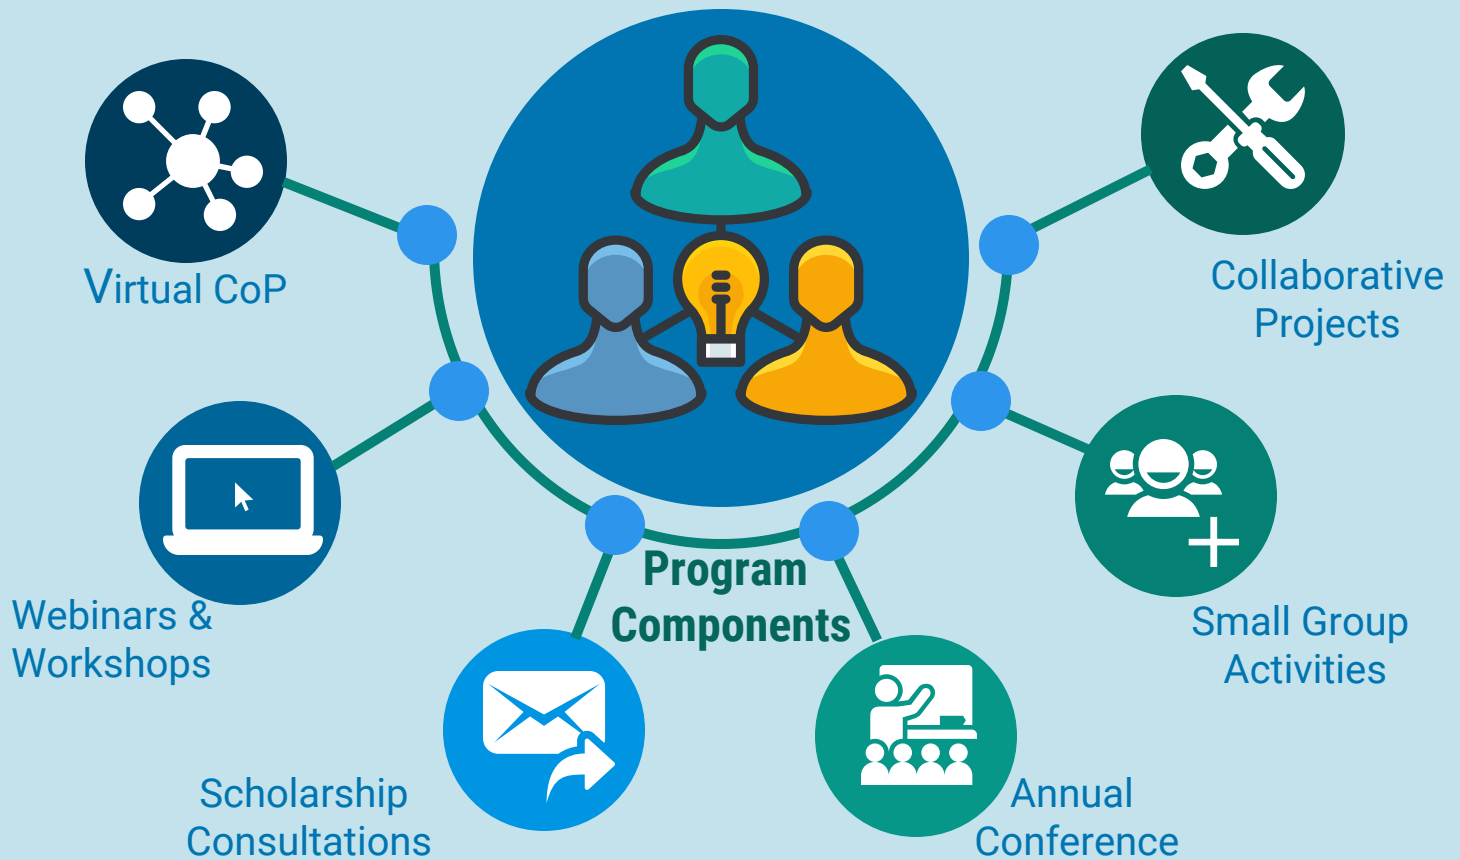 Virtual CoP
Collaborative
Projects
Webinars &
Workshops
Program
Components
Small Group
Activities
Scholarship
Consultations
Annual
Conference